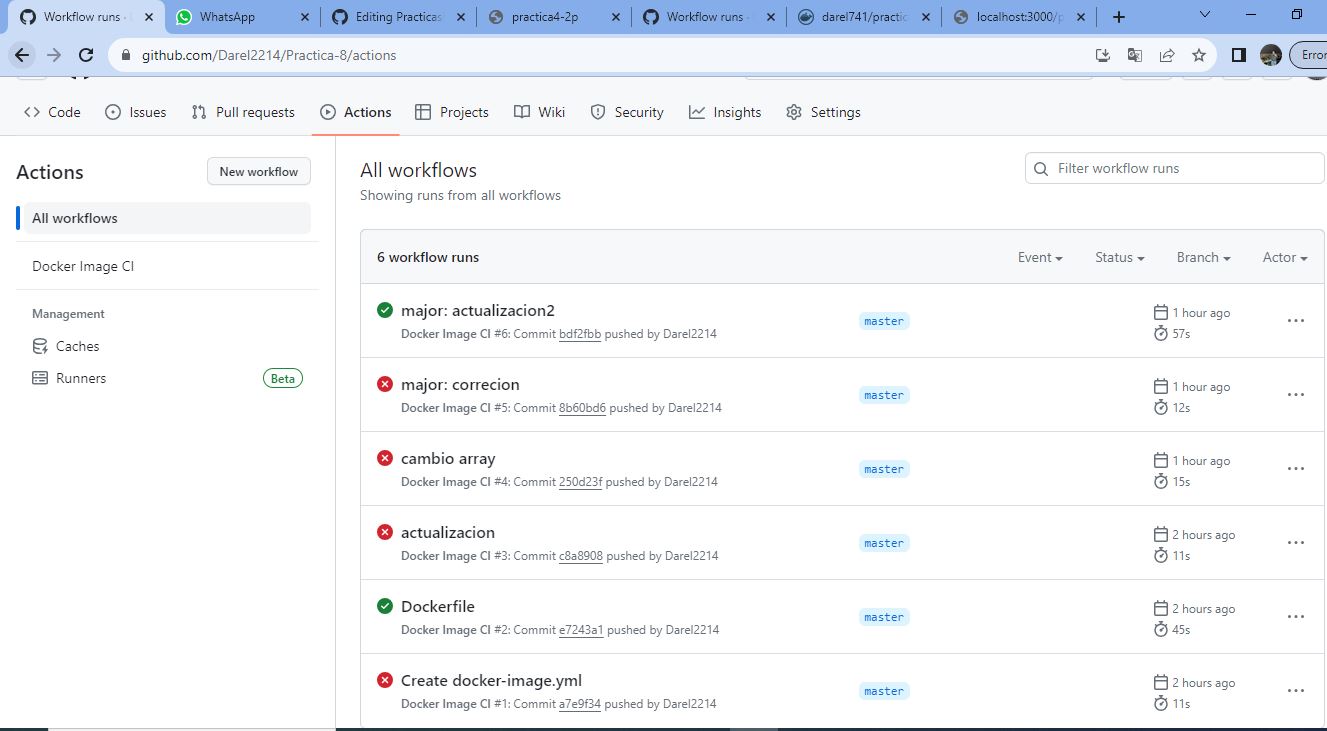 Workflow runs ·
WhatsApp
Editing Practicas
practica4-2p
Workflow runs ·
darel741/practic
localhost:3000/p
github.com/Darel2214/Practica-8/actions
Error
Code
Issues
Pull requests
Actions
Projects
Wiki
Security
Insights
Settings
Actions
New workflow
All workflows
Docker Image CI
Management
Caches
Runners
Beta
All workflows
Showing runs from all workflows
Filter workflow runs
6 workflow runs
Event
Status
Branch
Actor
major: actualizacion2
Docker Image CI #6: Commit bdf2fbb pushed by Darel2214
master
1 hour ago
57s
major: correcion
Docker Image CI #5: Commit 8b60bd6 pushed by Darel2214
master
1 hour ago
12s
cambio array
Docker Image CI #4: Commit 250d23f pushed by Darel2214
master
1 hour ago
15s
actualizacion
Docker Image CI #3: Commit c8a8908 pushed by Darel2214
master
2 hours ago
11s
Dockerfile
Docker Image CI #2: Commit e7243a1 pushed by Darel2214
master
2 hours ago
45s
Create docker-image.yml
Docker Image CI #1: Commit a7e9f34 pushed by Darel2214
master
2 hours ago
11s